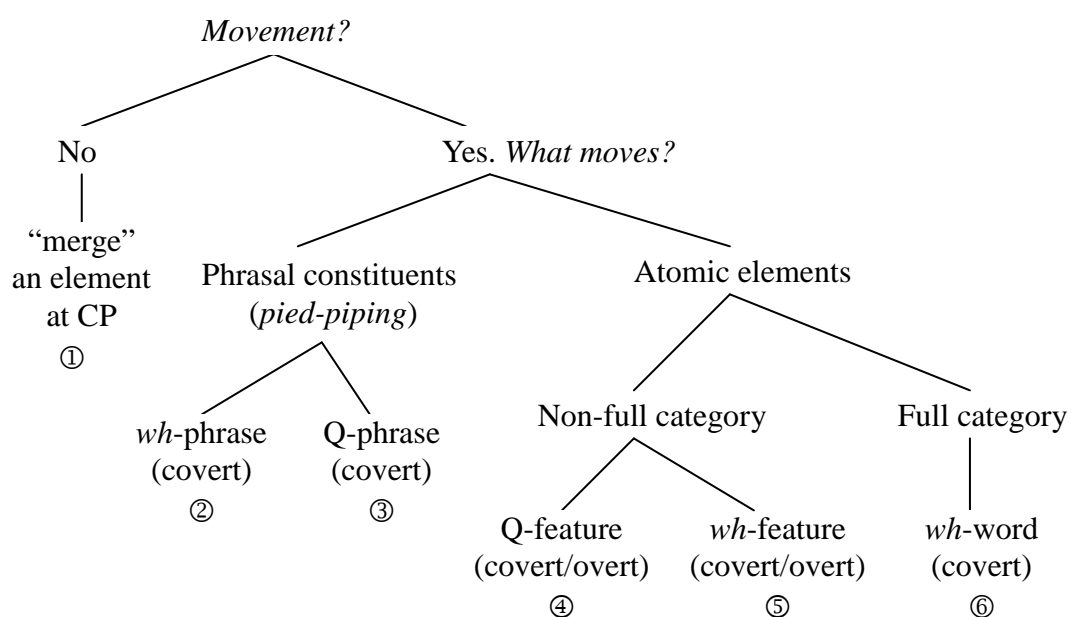 Movement?
No
Yes. What moves?
“merge”
an element
at CP
①
Phrasal constituents
(pied-piping)
Atomic elements
wh-phrase
(covert)
②
Q-phrase
(covert)
③
Non-full category
Full category
Q-feature
(covert/overt)
④
wh-feature
(covert/overt)
⑤
wh-word
(covert)
⑥